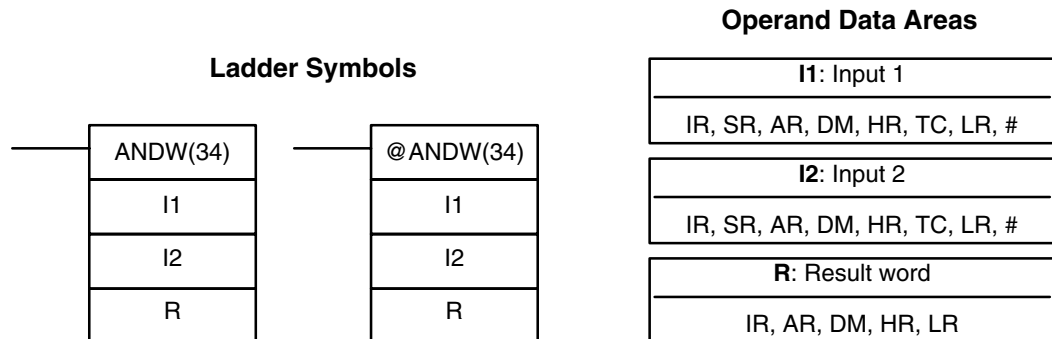 Ladder Symbols
ANDW(34)
I1
I2
R
@ANDW(34)
I1
I2
R
Operand Data Areas
I1: Input 1
IR, SR, AR, DM, HR, TC, LR, #
I2: Input 2
IR, SR, AR, DM, HR, TC, LR, #
R: Result word
IR, AR, DM, HR, LR